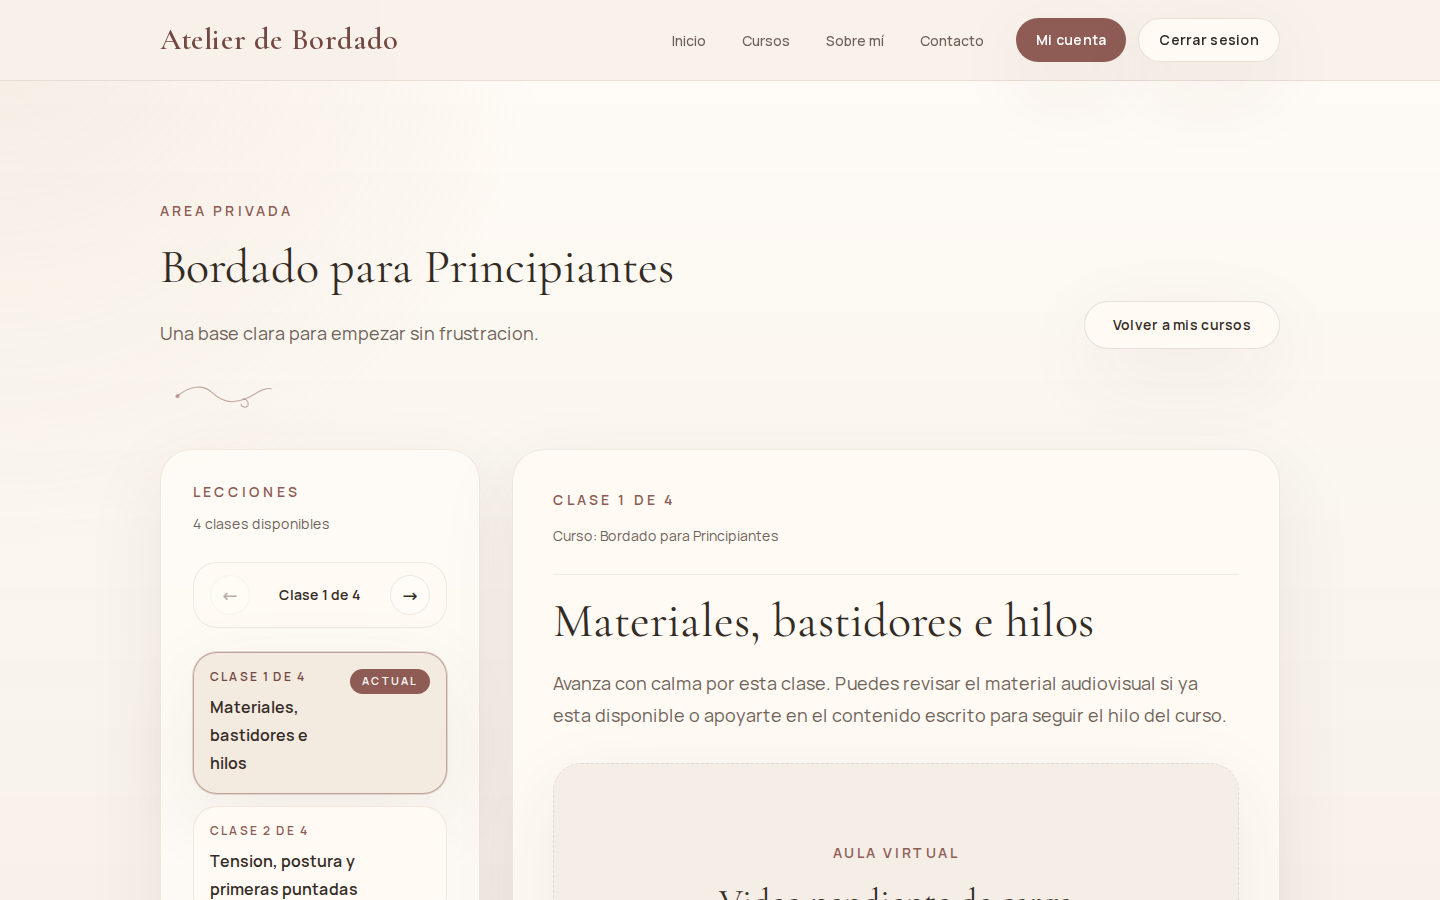 Atelier de Bordado
Inicio
Cursos
Sobre mí
Contacto
Mi cuenta
Cerrar sesion
AREA PRIVADA
Bordado para Principiantes
Una base clara para empezar sin frustracion.
Volver a mis cursos
LECCIONES
4 clases disponibles
← Clase 1 de 4 →
CLASE 1 DE 4
ACTUAL
Materiales,
bastidores e
hilos
CLASE 2 DE 4
Tension, postura y
primeras puntadas
CLASE 1 DE 4
Curso: Bordado para Principiantes
Materiales, bastidores e hilos
Avanza con calma por esta clase. Puedes revisar el material audiovisual si ya
esta disponible o apoyarte en el contenido escrito para seguir el hilo del curso.
AULA VIRTUAL
Video pendiente de carga